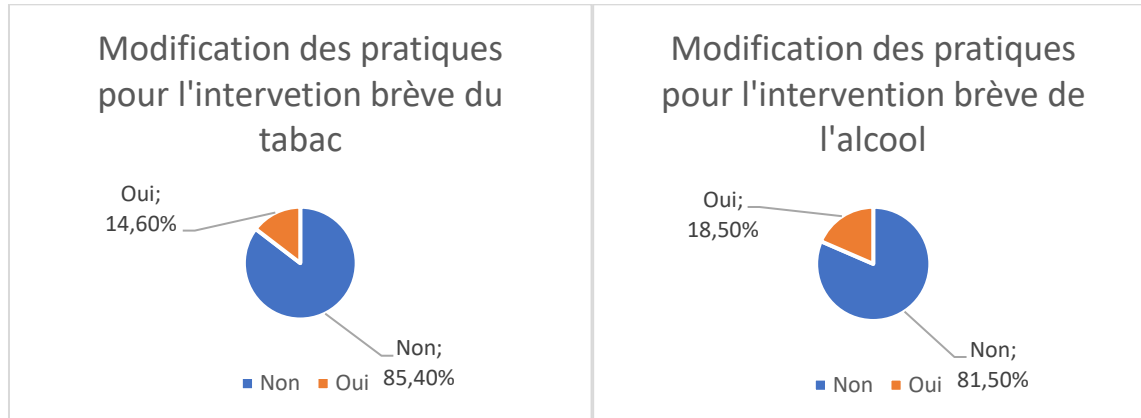 Modification des pratiques
pour l'intervetion brève du
tabac
Oui;
14,60%
Non;
85,40%
Non Oui
Modification des pratiques
pour l'intervention brève de
l'alcool
Oui;
18,50%
Non;
81,50%
Non Oui